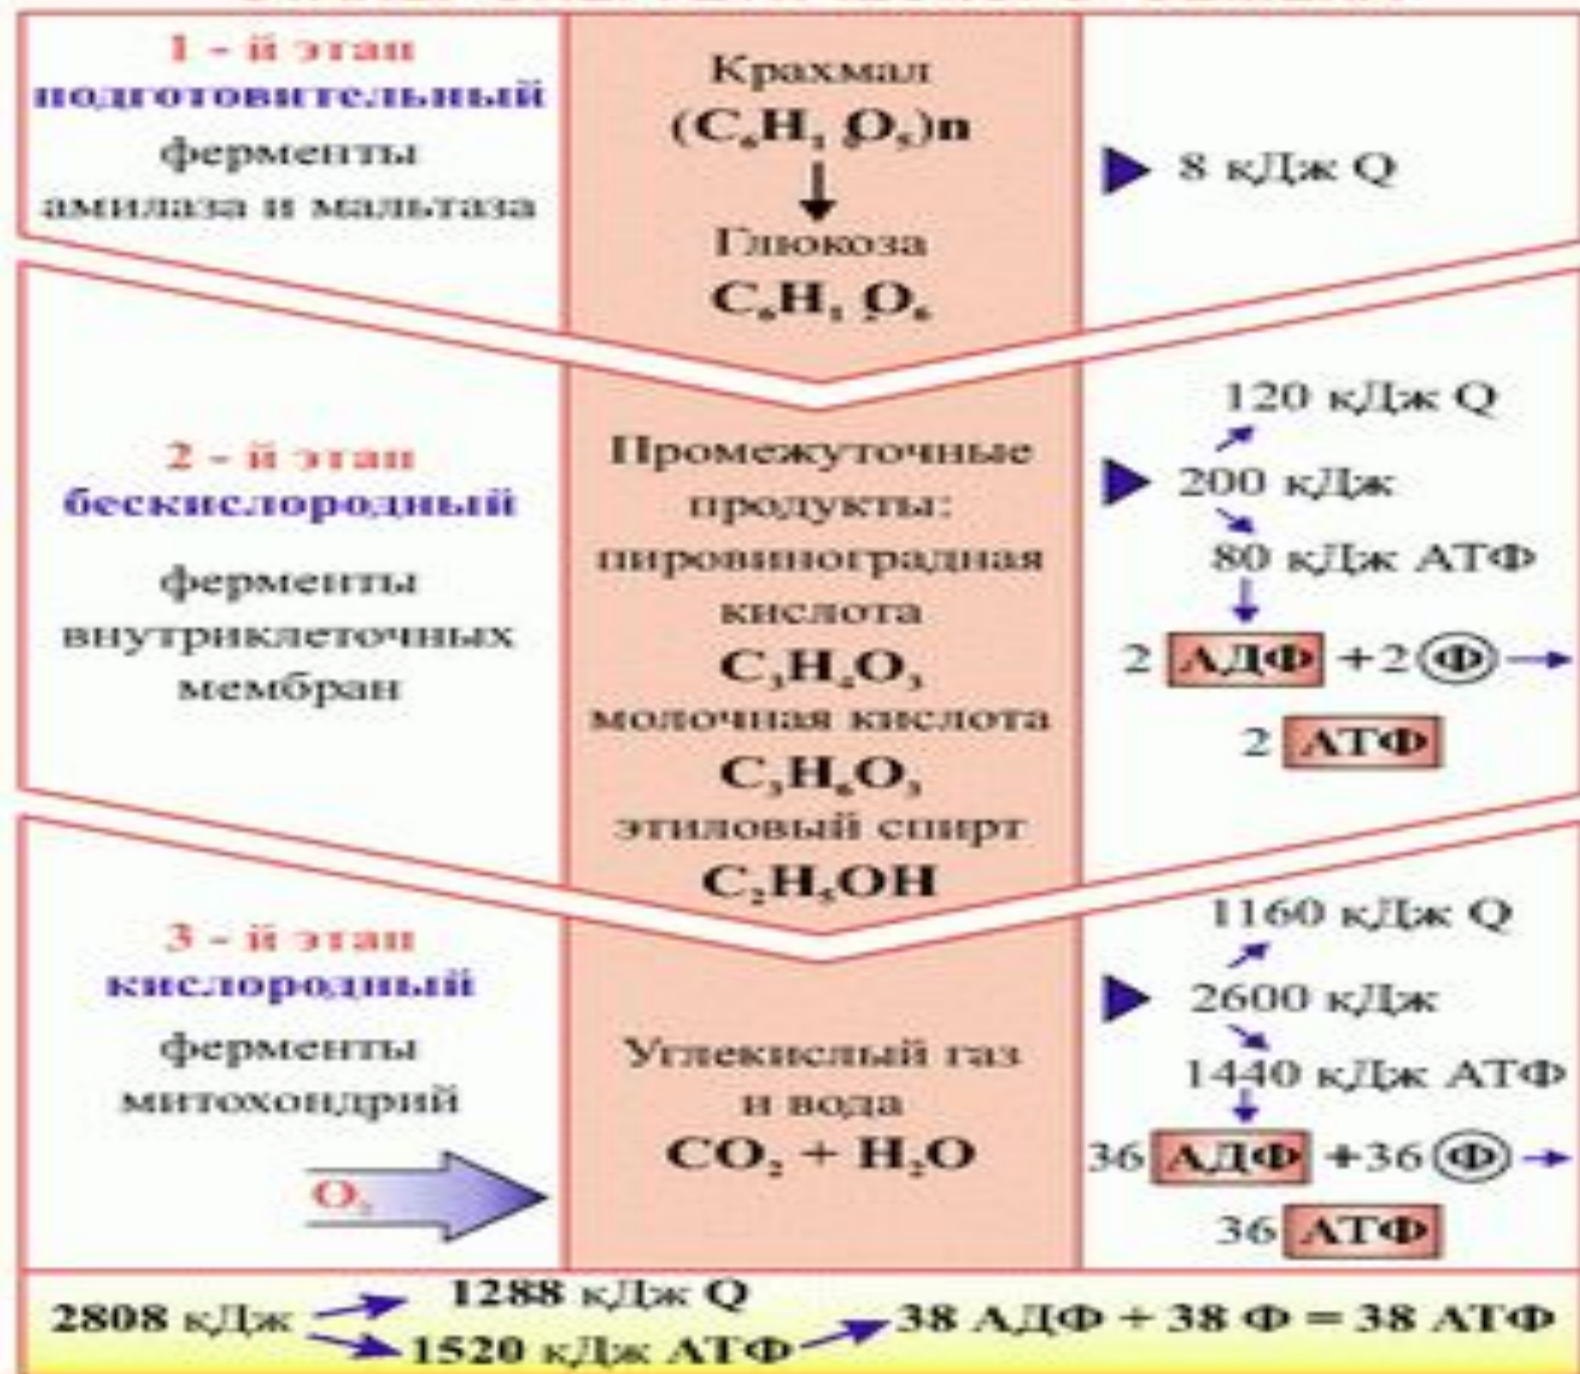 1 - й этап
подготовительный
ферменты
амилаза и мальтаза
Крахмал
(C₆H₁₀O₅)n
Глюкоза
C₆H₁₂O₆
8 кДж Q
2 - й этап
бескислородный
ферменты
внутриклеточных
мембран
Промежуточные
продукты:
пировиноградная
кислота
C₃H₄O₃
молочная кислота
C₃H₆O₃
этиловый спирт
C₂H₅OH
120 кДж Q
200 кДж
80 кДж АТФ
2 АДФ + 2 Ф
2 АТФ
3 - й этап
кислородный
ферменты
митохондрий
O₂
Углекислый газ
и вода
CO₂ + H₂O
1160 кДж Q
2600 кДж
1440 кДж АТФ
36 АДФ + 36 Ф
36 АТФ
2808 кДж
1288 кДж Q
1520 кДж АТФ
38 АДФ + 38 Ф = 38 АТФ